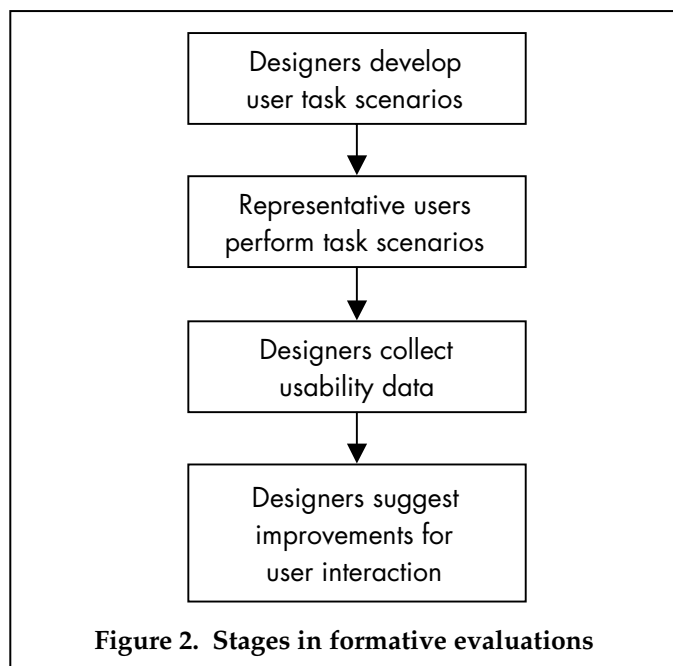 Designers develop
user task scenarios
Representative users
perform task scenarios
Designers collect
usability data
Designers suggest
improvements for
user interaction
Figure 2. Stages in formative evaluations